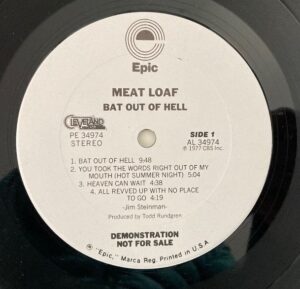 Epic
MEAT LOAF
BAT OUT OF HELL
CLEVELAND
PE 34974
STEREO
SIDE 1
AL 34974
℗ 1977 CBS Inc.
1. BAT OUT OF HELL 9:48
2. YOU TOOK THE WORDS RIGHT OUT OF MY
MOUTH (HOT SUMMER NIGHT) 5:04
3. HEAVEN CAN WAIT 4:38
4. ALL REVVED UP WITH NO PLACE
TO GO 4:19
-Jim Steinman-
Produced by Todd Rundgren
DEMONSTRATION
NOT FOR SALE
® "Epic," Marca Reg. Printed in U.S.A